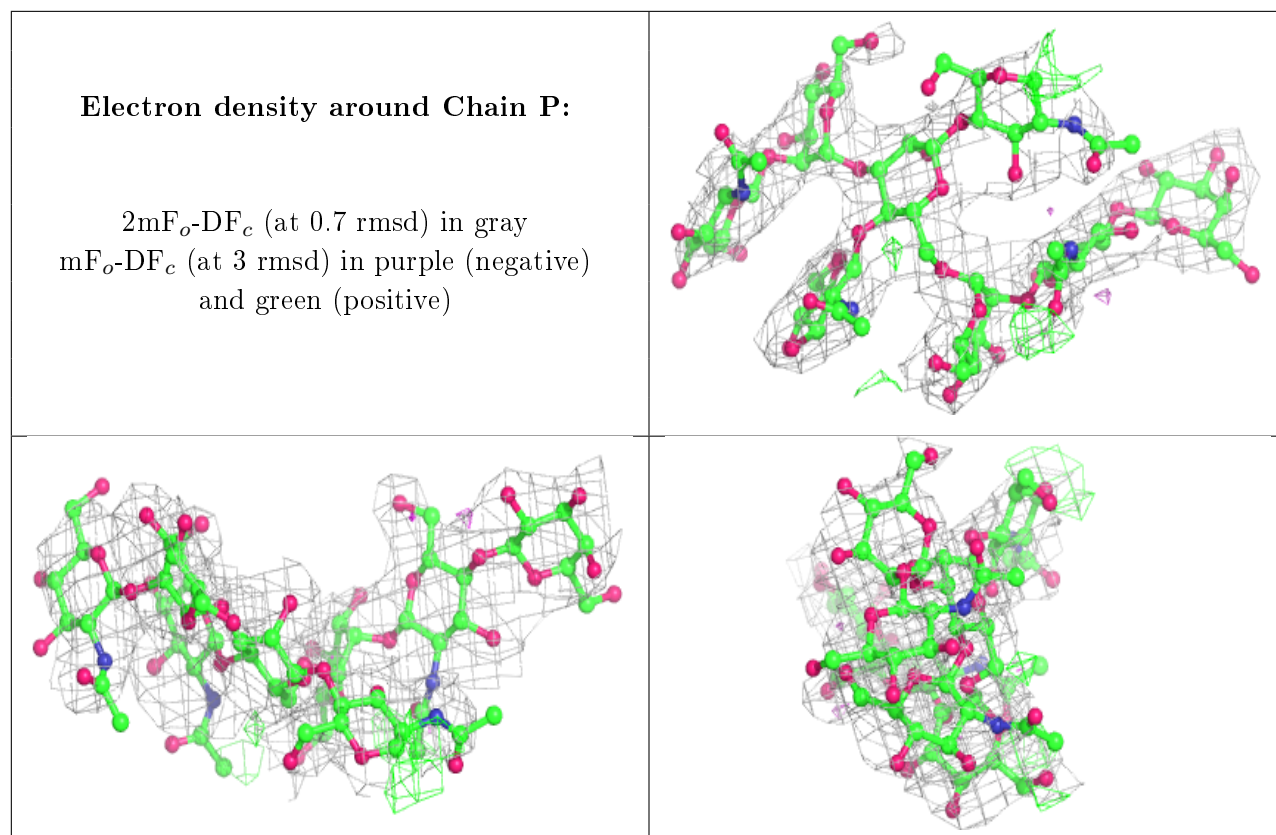 Electron density around Chain P:
2mFₒ-DF𝒸 (at 0.7 rmsd) in gray
mFₒ-DF𝒸 (at 3 rmsd) in purple (negative)
and green (positive)